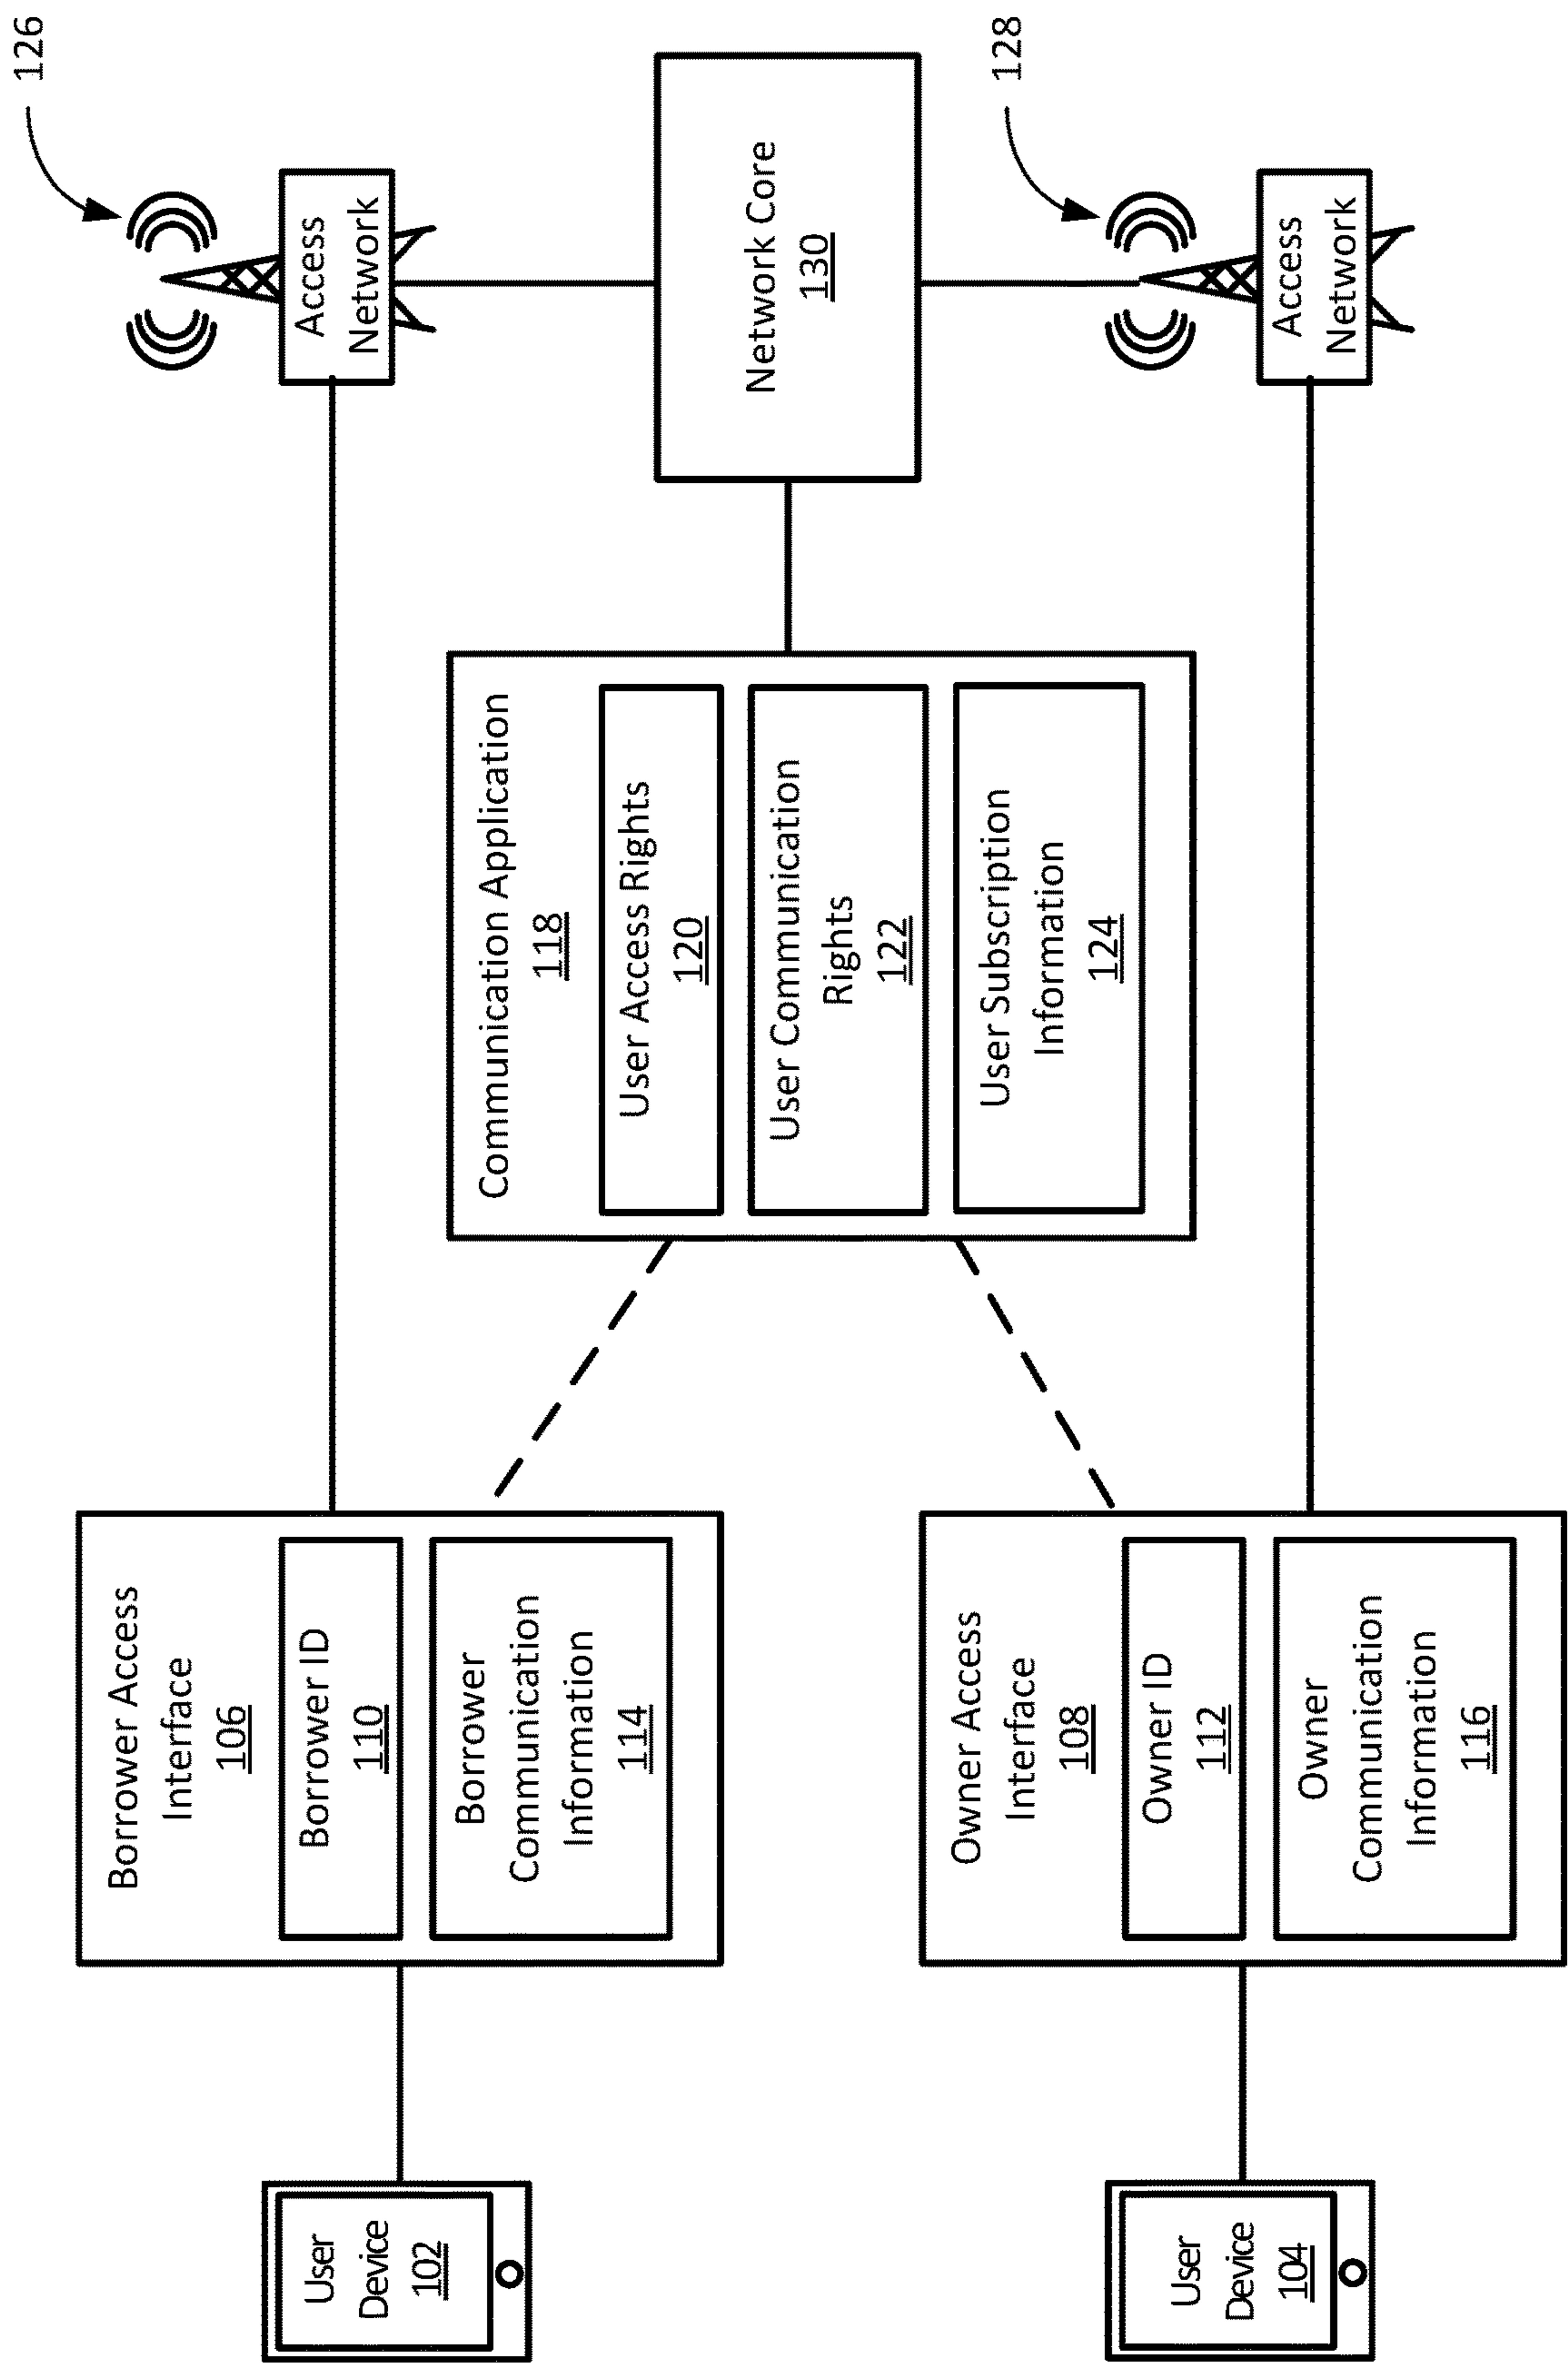 126
Access
Network
Network Core
130
128
Access
Network
Communication Application
118
User Access Rights
120
User Communication
Rights
122
User Subscription
Information
124
Borrower Access
Interface
106
Borrower ID
110
Borrower
Communication
Information
114
Owner Access
Interface
108
Owner ID
112
Owner
Communication
Information
116
User
Device
102
User
Device
104